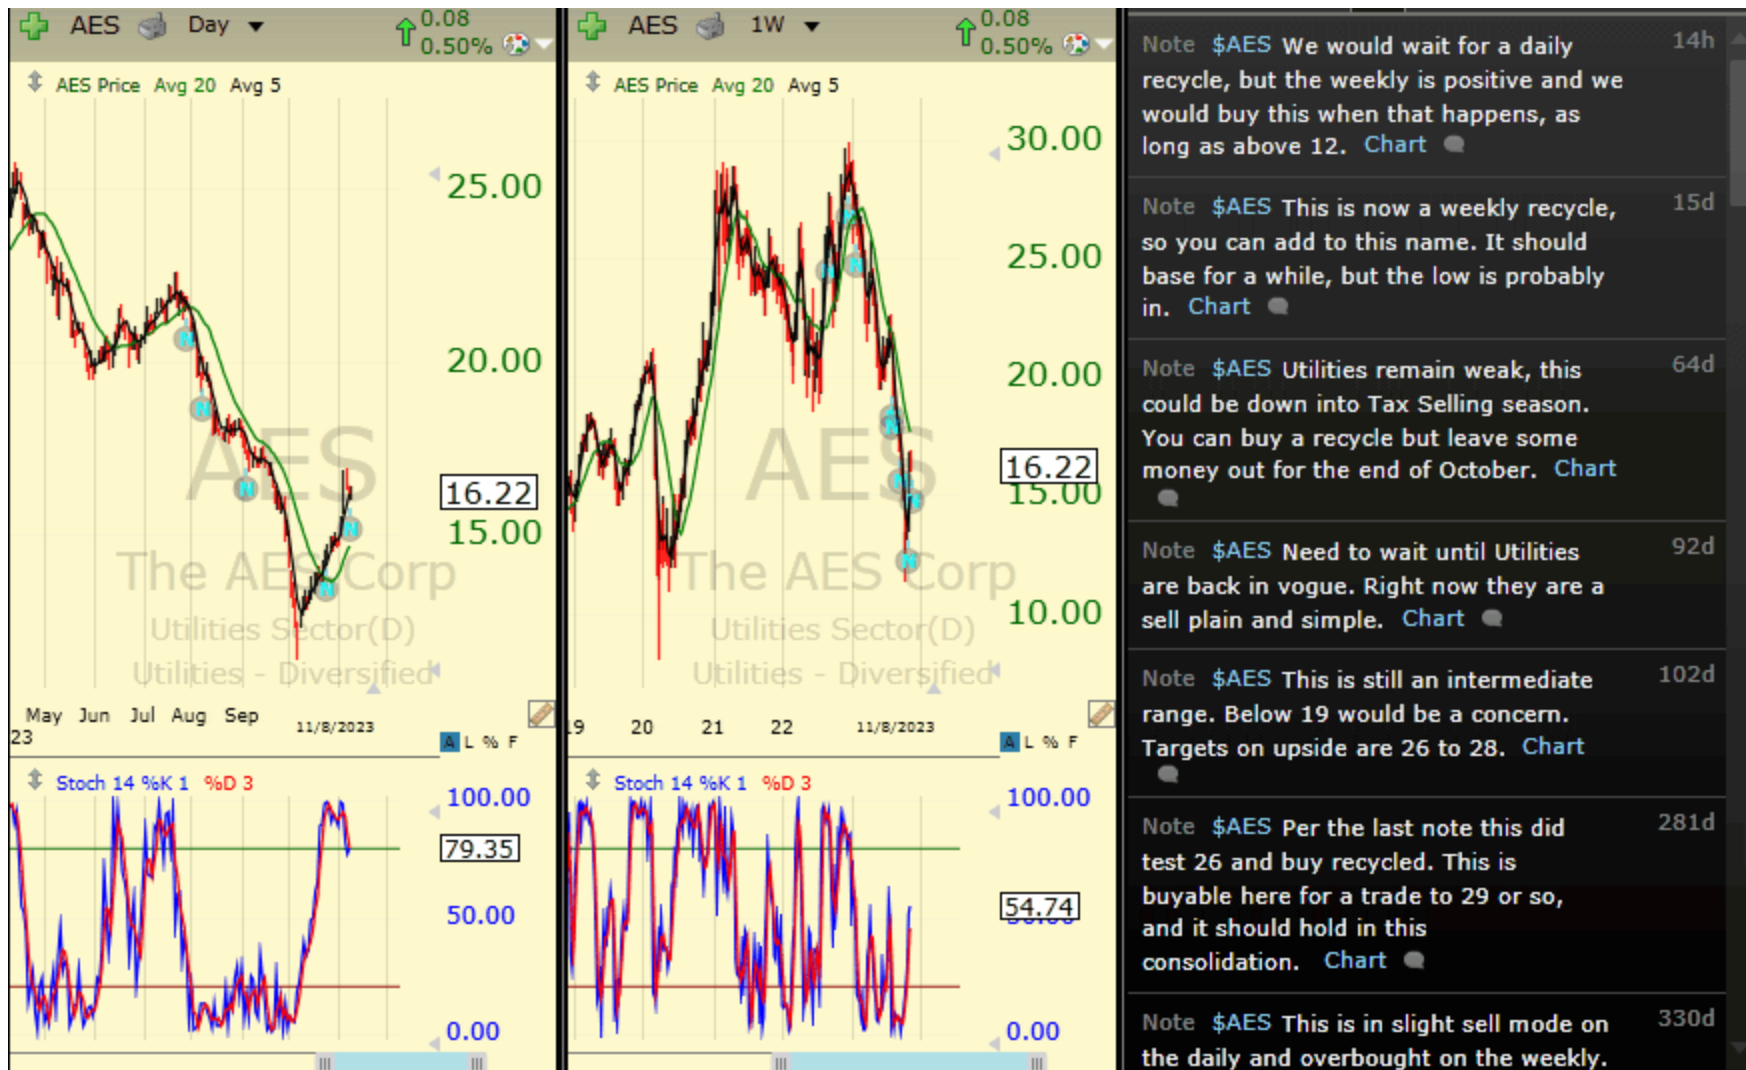 AES Day 0.08
0.50%
AES Price Avg 20 Avg 5
25.00
20.00
16.22
15.00
AES
The AES Corp
Utilities Sector(D)
Utilities - Diversified
May Jun Jul Aug Sep 11/8/2023
23
A L % F
Stoch 14 %K 1 %D 3
100.00
79.35
50.00
0.00
N
N
N
N
N
AES 1W 0.08
0.50%
AES Price Avg 20 Avg 5
30.00
25.00
20.00
16.22
15.00
10.00
AES
The AES Corp
Utilities Sector(D)
Utilities - Diversified
19 20 21 22 11/8/2023
A L % F
Stoch 14 %K 1 %D 3
100.00
54.74
50.00
0.00
N
N
N
N
N
N
N
N
Note $AES We would wait for a daily 14h
recycle, but the weekly is positive and we
would buy this when that happens, as
long as above 12. Chart
Note $AES This is now a weekly recycle, 15d
so you can add to this name. It should
base for a while, but the low is probably
in. Chart
Note $AES Utilities remain weak, this 64d
could be down into Tax Selling season.
You can buy a recycle but leave some
money out for the end of October. Chart
Note $AES Need to wait until Utilities 92d
are back in vogue. Right now they are a
sell plain and simple. Chart
Note $AES This is still an intermediate 102d
range. Below 19 would be a concern.
Targets on upside are 26 to 28. Chart
Note $AES Per the last note this did 281d
test 26 and buy recycled. This is
buyable here for a trade to 29 or so,
and it should hold in this
consolidation. Chart
Note $AES This is in slight sell mode on 330d
the daily and overbought on the weekly.